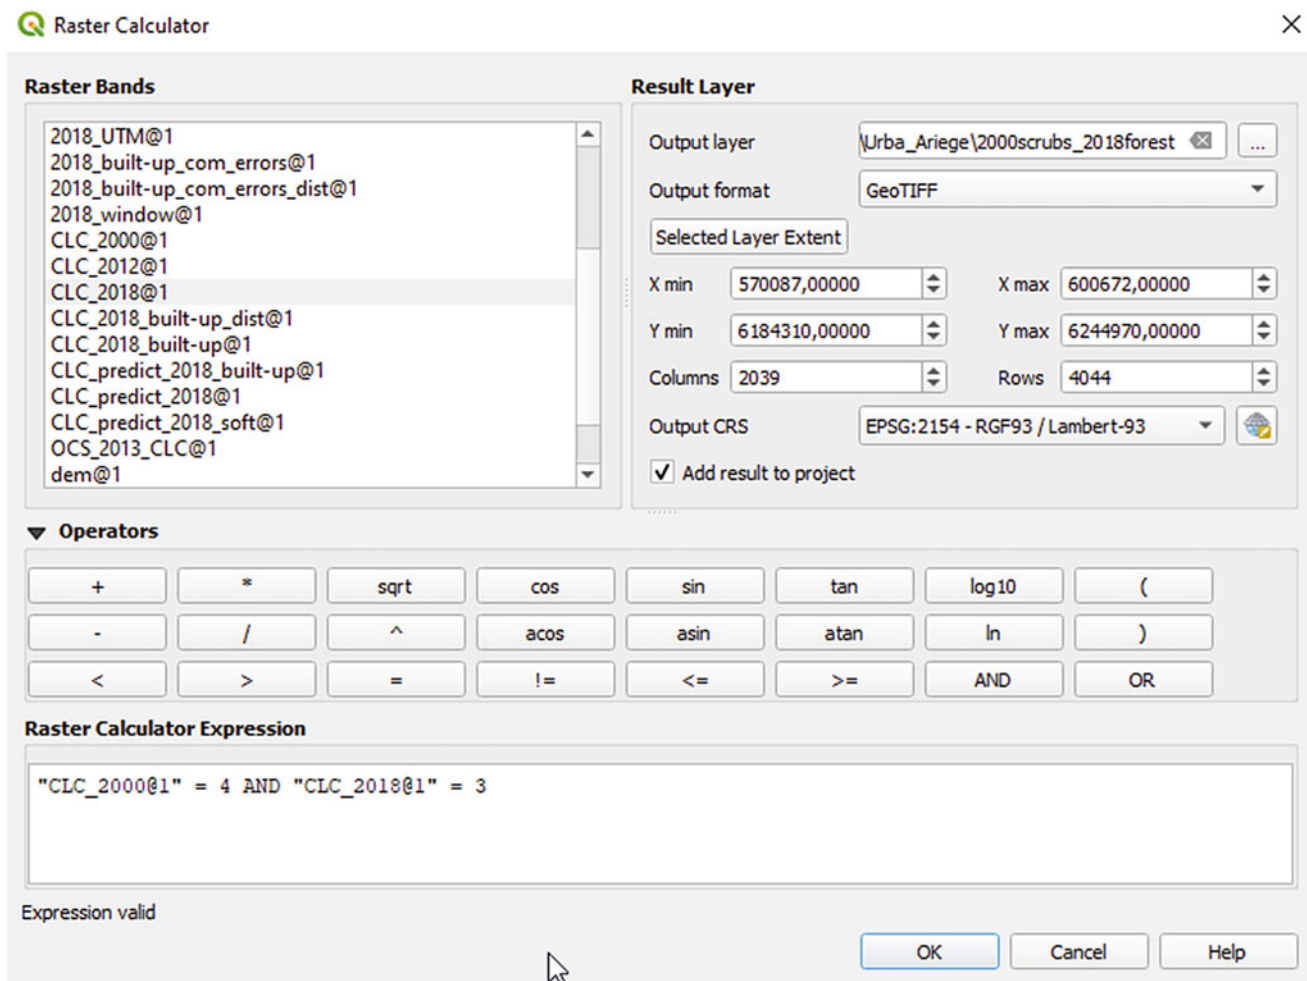 Raster Calculator
Raster Bands
2018_UTM@1
2018_built-up_com_errors@1
2018_built-up_com_errors_dist@1
2018_window@1
CLC_2000@1
CLC_2012@1
CLC_2018@1
CLC_2018_built-up_dist@1
CLC_2018_built-up@1
CLC_predict_2018_built-up@1
CLC_predict_2018@1
CLC_predict_2018_soft@1
OCS_2013_CLC@1
dem@1
Result Layer
Output layer \Urba_Ariege\2000scrubs_2018forest ...
Output format GeoTIFF
Selected Layer Extent
X min 570087,00000 X max 600672,00000
Y min 6184310,00000 Y max 6244970,00000
Columns 2039 Rows 4044
Output CRS EPSG:2154 - RGF93 / Lambert-93
Add result to project
Operators
+ * sqrt cos sin tan log10 (
- / ^ acos asin atan ln )
< > = != <= >= AND OR
Raster Calculator Expression
"CLC_2000@1" = 4 AND "CLC_2018@1" = 3
Expression valid
OK Cancel Help